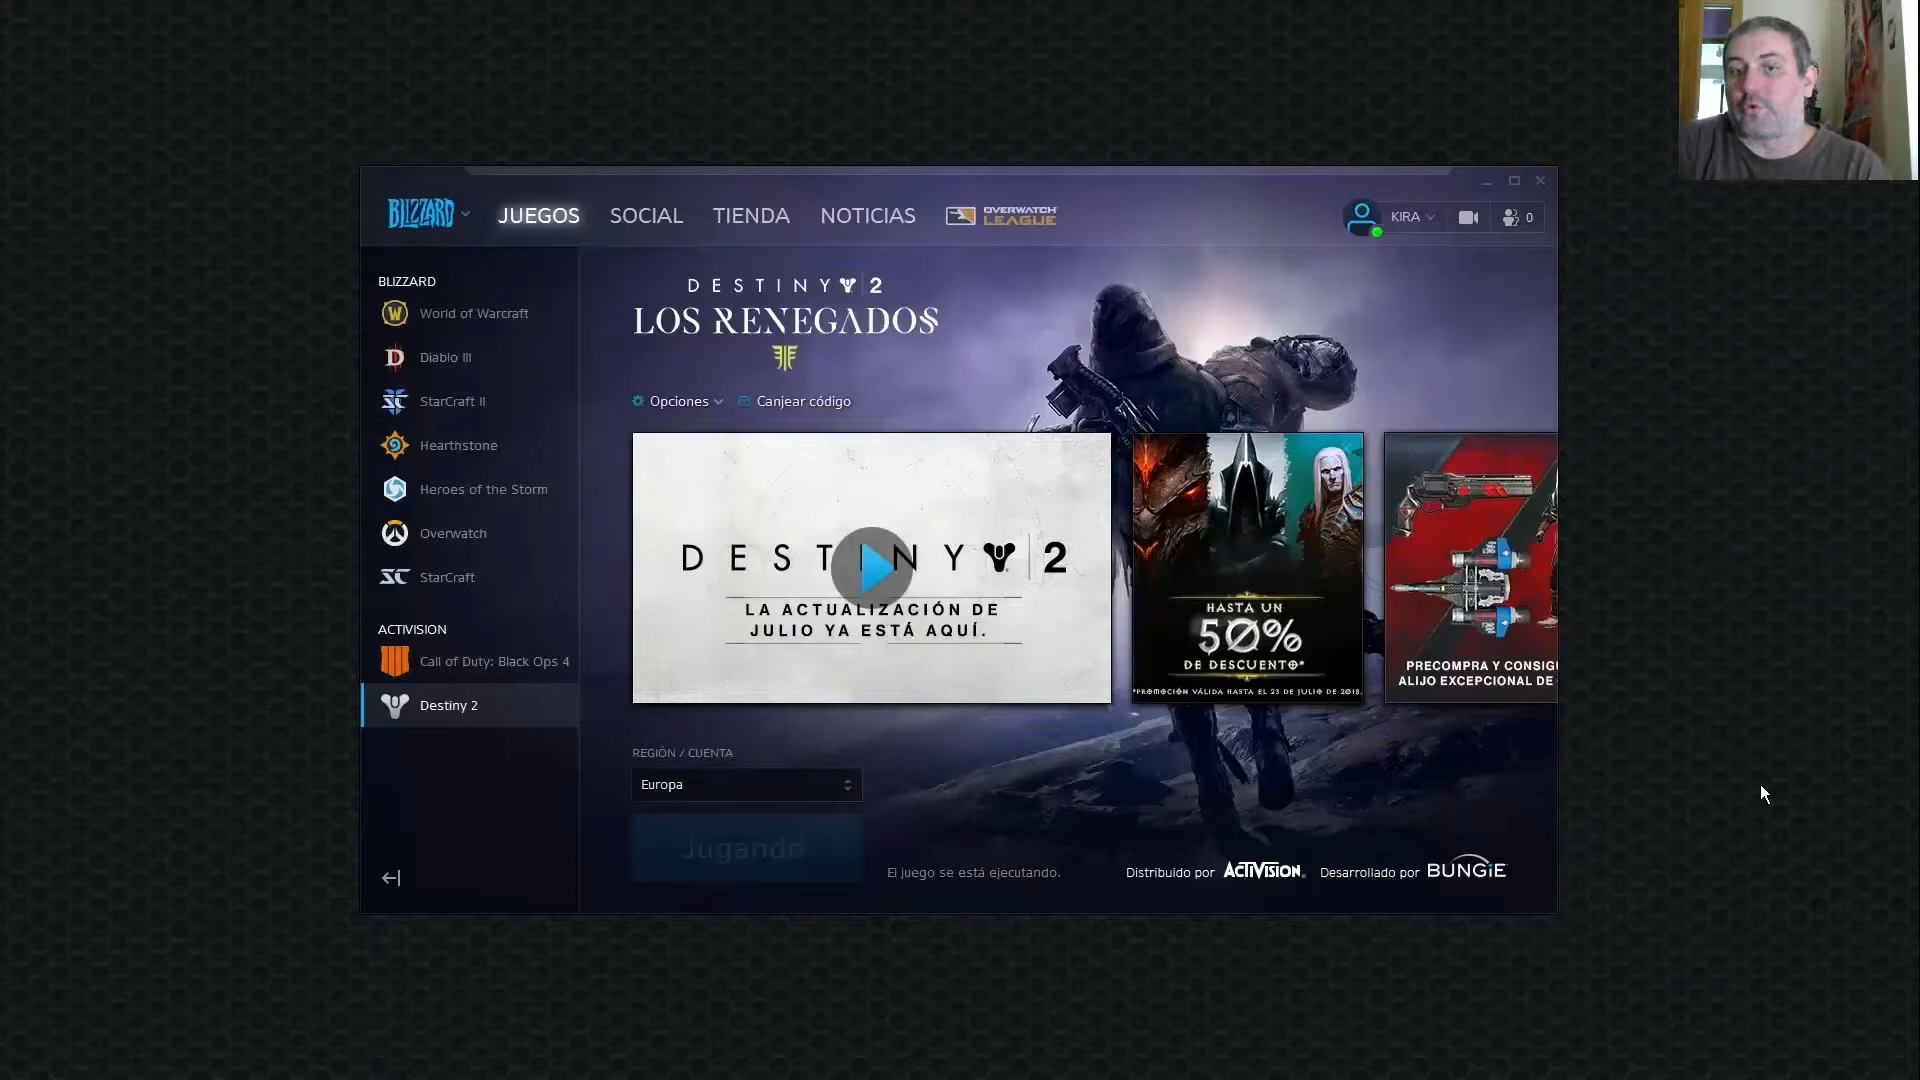 BLIZZARD
JUEGOS
SOCIAL
TIENDA
NOTICIAS
OVERWATCH
LEAGUE
KIRA
0
BLIZZARD
World of Warcraft
Diablo III
StarCraft II
Hearthstone
Heroes of the Storm
Overwatch
StarCraft
ACTIVISION
Call of Duty: Black Ops 4
Destiny 2
DESTINY 2
LOS RENEGADOS
Opciones
Canjear código
DESTINY 2
LA ACTUALIZACIÓN DE
JULIO YA ESTÁ AQUÍ.
HASTA UN
50%
DE DESCUENTO*
*PROMOCIÓN VÁLIDA HASTA EL 23 DE JULIO DE 2018.
PRECOMPRA Y CONSIGU
ALIJO EXCEPCIONAL DE
REGIÓN / CUENTA
Europa
Jugando
El juego se está ejecutando.
Distribuido por ACTIVISION.
Desarrollado por BUNGIE